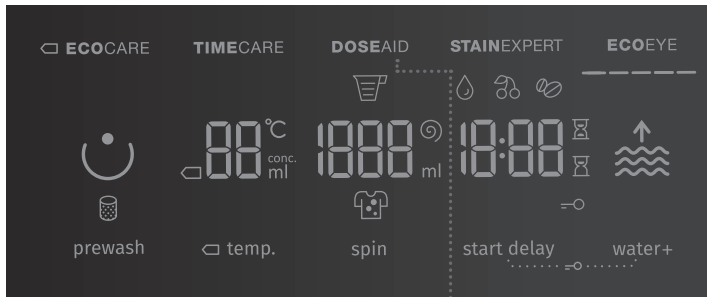 ECOCARE TIMECARE DOSEAID STAINEXPERT ECOEYE
88 °C conc. ml 1888 ml 18:88
prewash temp. spin start delay water+